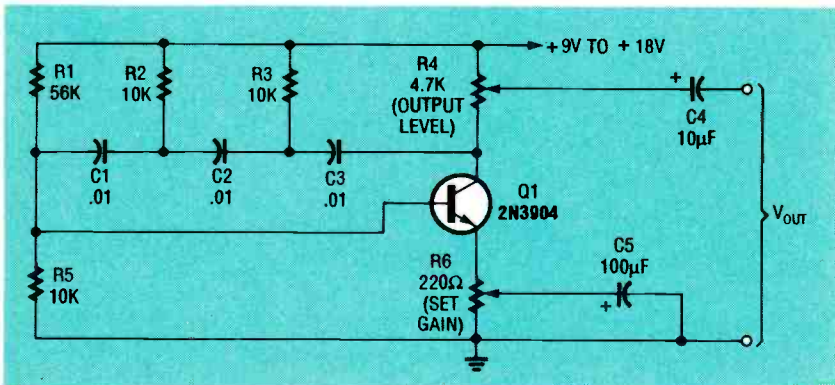 + 9V TO + 18V
R1
56K
R2
10K
R3
10K
R4
4.7K
(OUTPUT
LEVEL)
+
C4
10μF
C1
.01
C2
.01
C3
.01
Q1
2N3904
V_OUT
R5
10K
R6
220Ω
(SET
GAIN)
C5
100μF
+